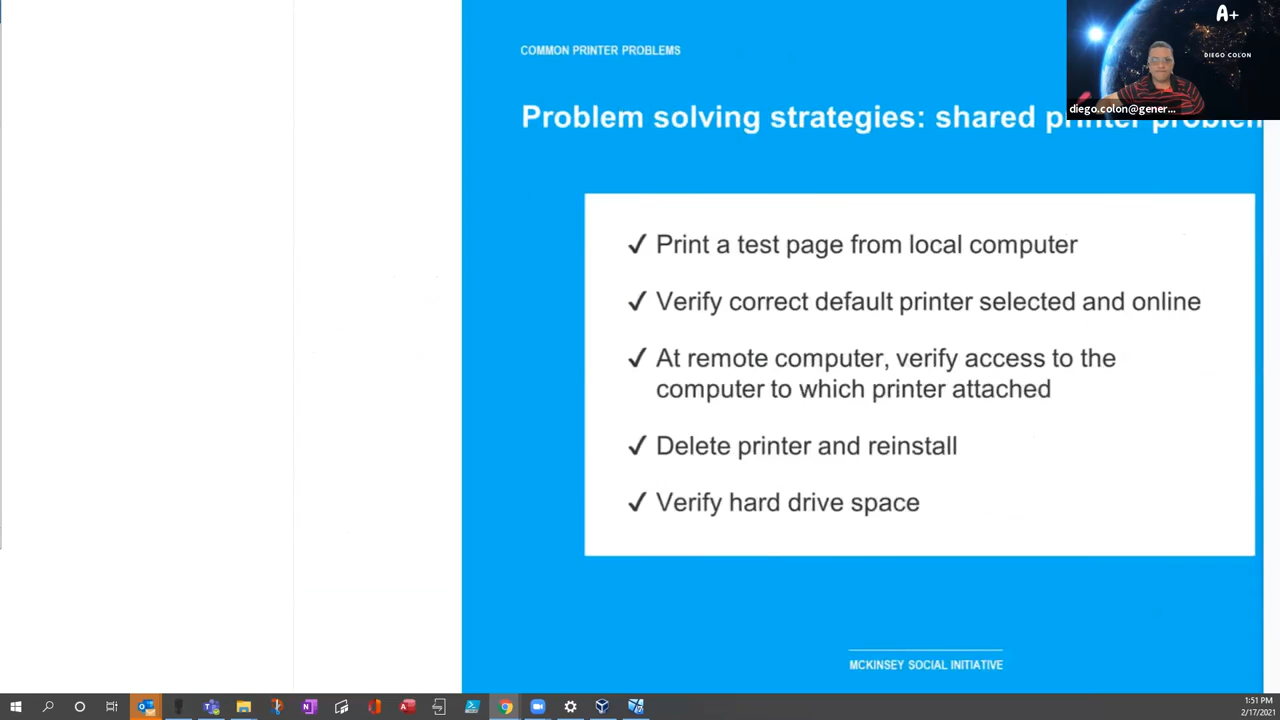 COMMON PRINTER PROBLEMS
A+
DIEGO COLON
diego.colon@gener...
Problem solving strategies: shared printer problem
✓ Print a test page from local computer
✓ Verify correct default printer selected and online
✓ At remote computer, verify access to the
computer to which printer attached
✓ Delete printer and reinstall
✓ Verify hard drive space
MCKINSEY SOCIAL INITIATIVE
1:51 PM
2/17/2021